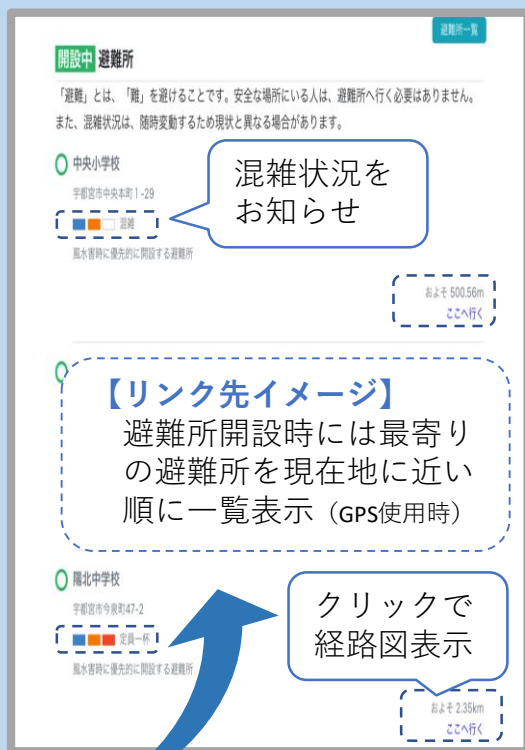 避難所一覧
開設中 避難所
「避難」とは、「難」を避けることです。安全な場所にいる人は、避難所へ行く必要はありません。
また、混雑状況は、随時変動するため現状と異なる場合があります。
中央小学校
宇都宮市中央本町1-29
混雑
風水害時に優先的に開設する避難所
混雑状況を
お知らせ
およそ 500.56m
ここへ行く
【リンク先イメージ】
避難所開設時には最寄り
の避難所を現在地に近い
順に一覧表示（GPS使用時）
陽北中学校
宇都宮市今泉町47-2
定員一杯
風水害時に優先的に開設する避難所
クリックで
経路図表示
およそ 2.35km
ここへ行く